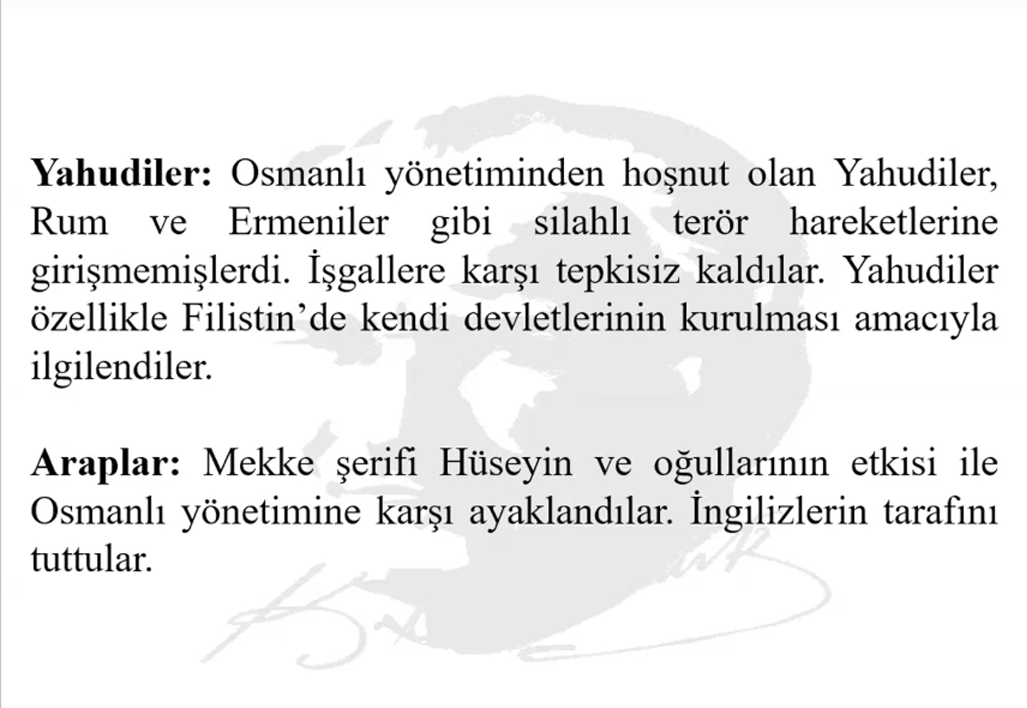 Yahudiler: Osmanlı yönetiminden hoşnut olan Yahudiler,
Rum ve Ermeniler gibi silahlı terör hareketlerine
girişmemişlerdi. İşgallere karşı tepkisiz kaldılar. Yahudiler
özellikle Filistin’de kendi devletlerinin kurulması amacıyla
ilgilendiler.
Araplar: Mekke şerifi Hüseyin ve oğullarının etkisi ile
Osmanlı yönetimine karşı ayaklandılar. İngilizlerin tarafını
tuttular.